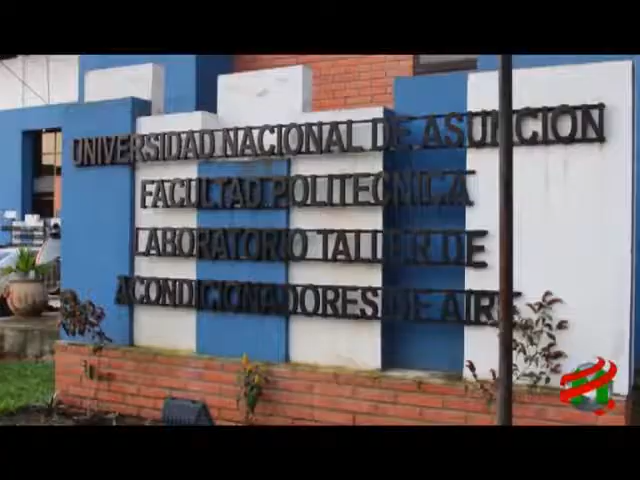 UNIVERSIDAD NACIONAL DE ASUNCION
FACULTAD POLITECNICA
LABORATORIO TALLER DE
ACONDICIONADORES DE AIRE